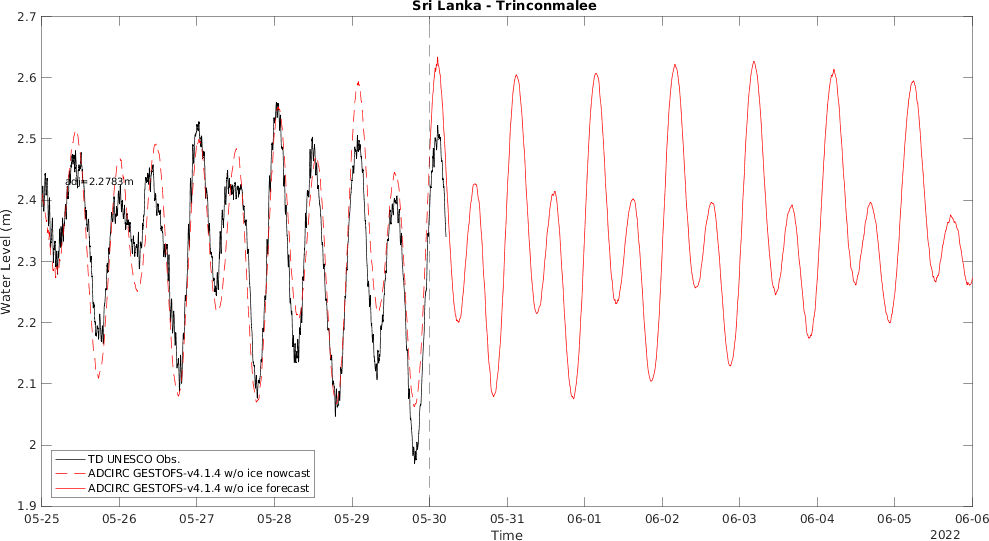 Sri Lanka - Trinconmalee
2.7
2.6
2.5
2.4
2.3
2.2
2.1
2
1.9
Water Level (m)
adj=2.2783m
TD UNESCO Obs.
ADCIRC GESTOFS-v4.1.4 w/o ice nowcast
ADCIRC GESTOFS-v4.1.4 w/o ice forecast
05-25 05-26 05-27 05-28 05-29 05-30 05-31 06-01 06-02 06-03 06-04 06-05 06-06
Time
2022